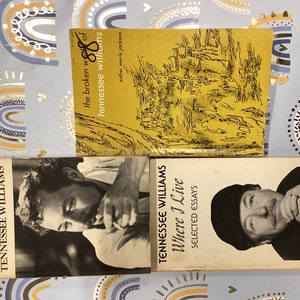 the broken world of
tennessee williams
esther merle jackson
TENNESSEE WILLIAMS
TENNESSEE WILLIAMS
Where I Live
SELECTED ESSAYS